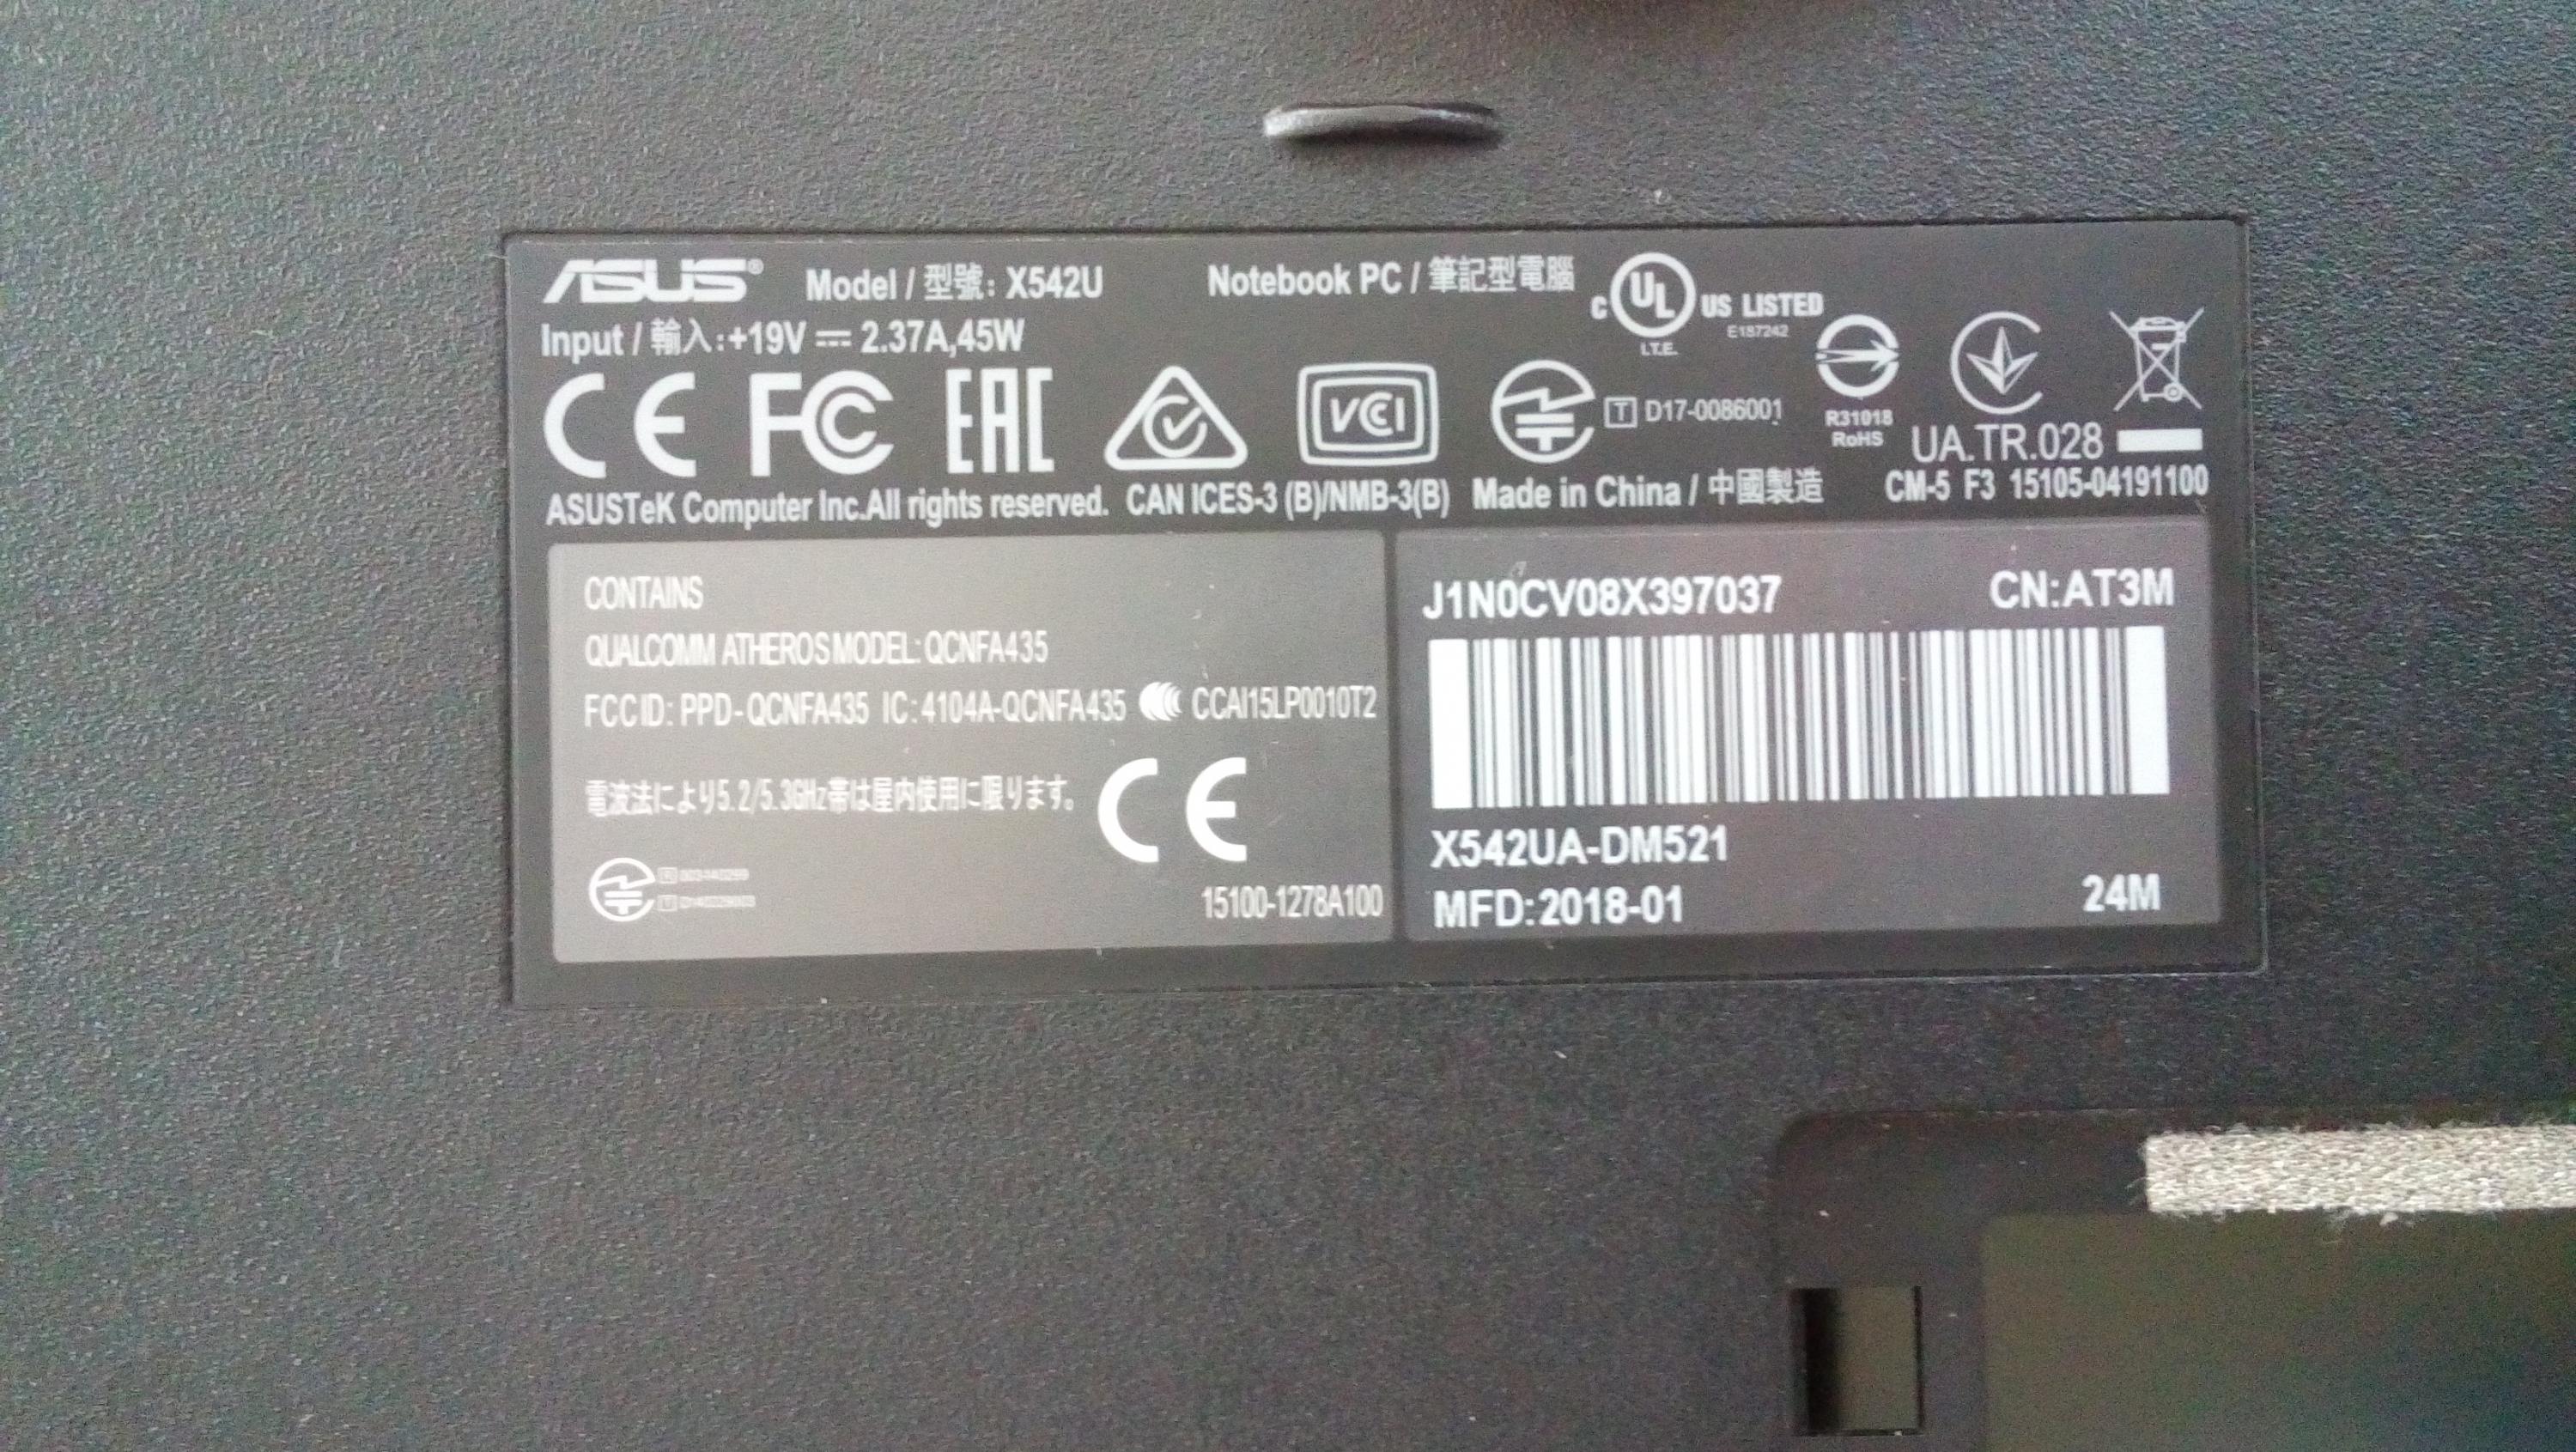 ASUS® Model / 型號: X542U Notebook PC / 筆記型電腦 C UL US LISTED
E187242
I.T.E.
Input / 輸入:+19V ⎓ 2.37A,45W
CE FC EAC VCI T D17-0086001 R31018
RoHS
UA.TR.028
ASUSTeK Computer Inc.All rights reserved. CAN ICES-3 (B)/NMB-3(B) Made in China / 中國製造 CM-5 F3 15105-04191100
CONTAINS
QUALCOMM ATHEROS MODEL: QCNFA435
FCC ID: PPD-QCNFA435 IC: 4104A-QCNFA435 CCAI15LP0010T2
電波法により5.2/5.3GHz帯は屋内使用に限ります。 CE
R
T
15100-1278A100
J1N0CV08X397037 CN:AT3M
X542UA-DM521
MFD:2018-01 24M